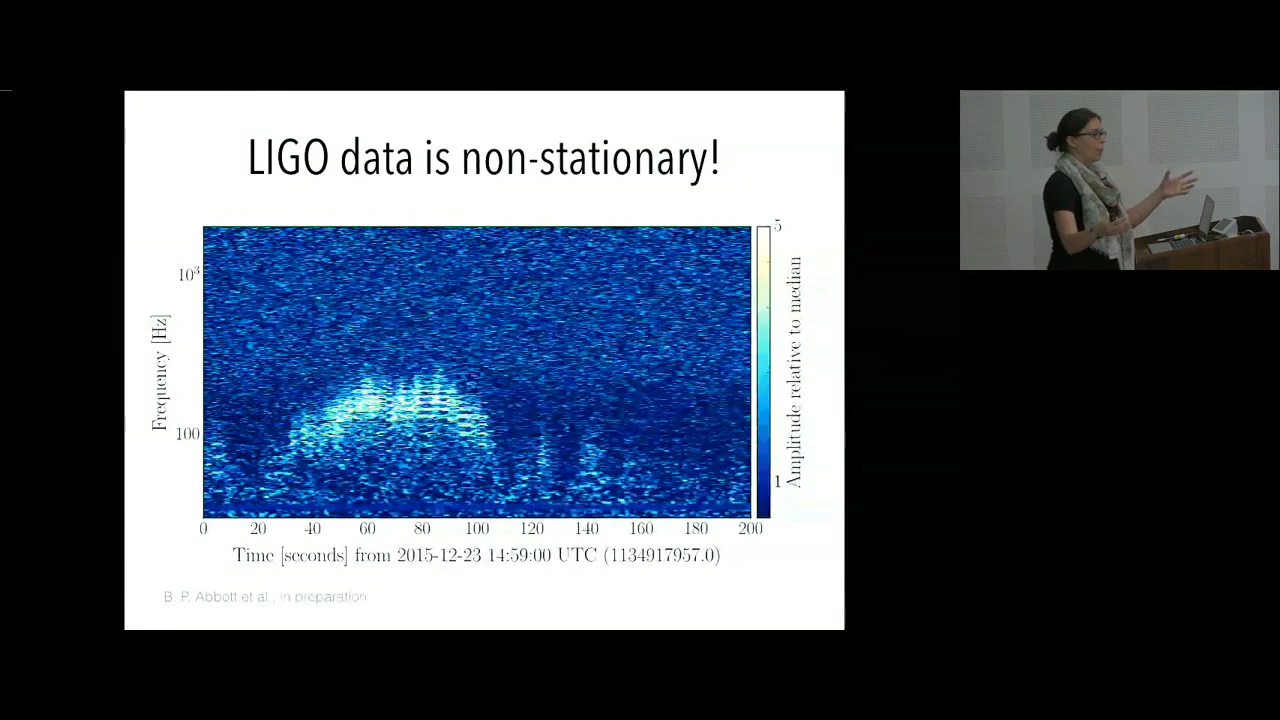 LIGO data is non-stationary!
5
10³
Frequency [Hz]
100
Amplitude relative to median
1
0 20 40 60 80 100 120 140 160 180 200
Time [seconds] from 2015-12-23 14:59:00 UTC (1134917957.0)
B. P. Abbott et al., in preparation